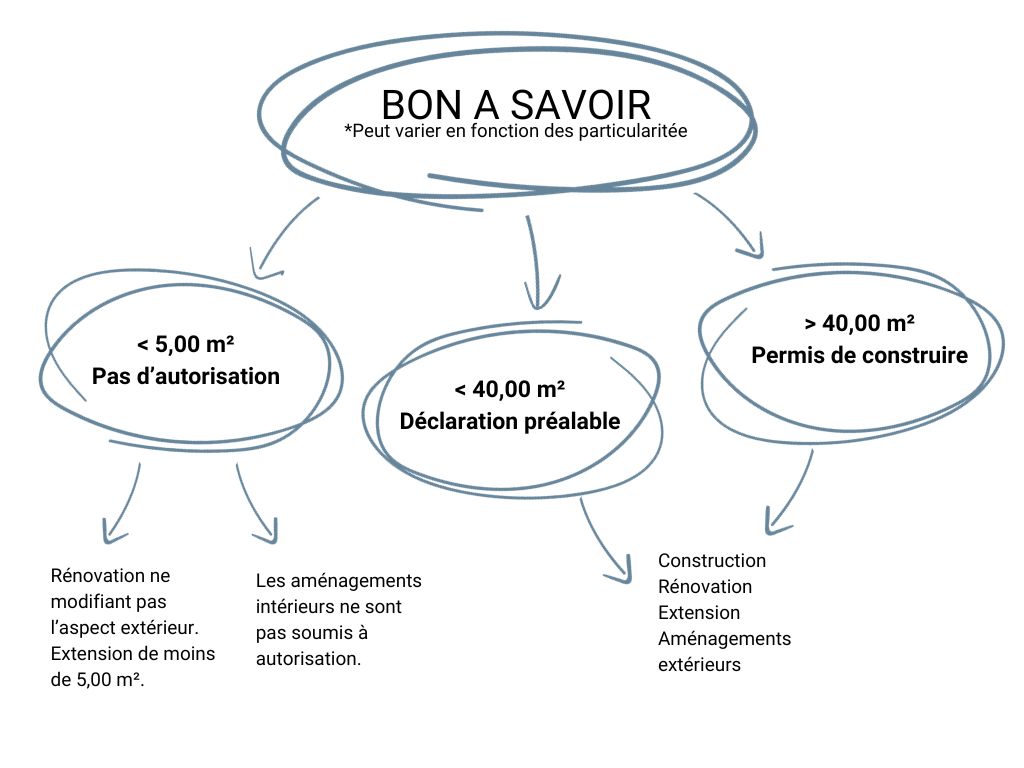 BON A SAVOIR
*Peut varier en fonction des particularitée
< 5,00 m²
Pas d’autorisation
< 40,00 m²
Déclaration préalable
> 40,00 m²
Permis de construire
Rénovation ne
modifiant pas
l’aspect extérieur.
Extension de moins
de 5,00 m².
Les aménagements
intérieurs ne sont
pas soumis à
autorisation.
Construction
Rénovation
Extension
Aménagements
extérieurs